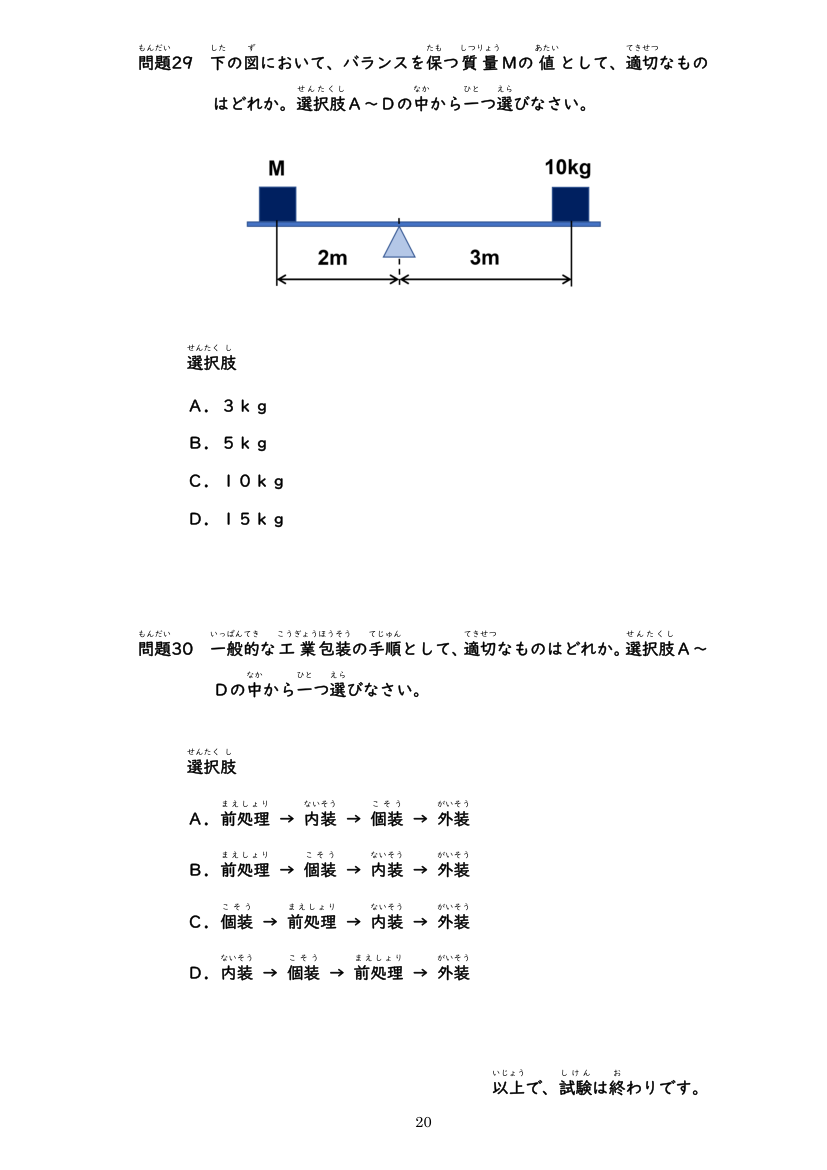 問題29　下の図において、バランスを保つ質量Mの値として、適切なもの
はどれか。選択肢A~Dの中から一つ選びなさい。
M 10kg
2m 3m
選択肢
A. 3kg
B. 5kg
C. 10kg
D. 15kg
問題30　一般的な工業包装の手順として、適切なものはどれか。選択肢A~
Dの中から一つ選びなさい。
選択肢
A. 前処理 → 内装 → 個装 → 外装
B. 前処理 → 個装 → 内装 → 外装
C. 個装 → 前処理 → 内装 → 外装
D. 内装 → 個装 → 前処理 → 外装
以上で、試験は終わりです。
20